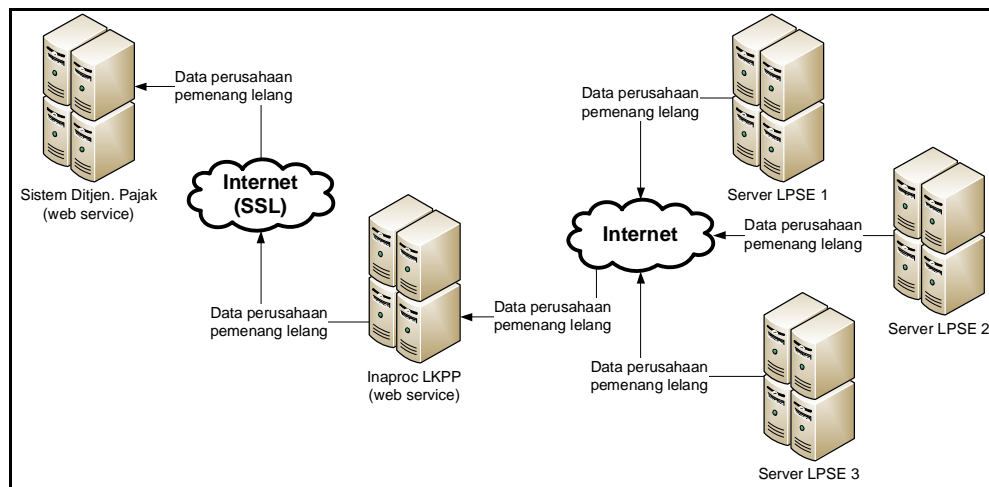 Data perusahaan
pemenang lelang
Sistem Ditjen. Pajak
(web service)
Internet
(SSL)
Data perusahaan
pemenang lelang
Inaproc LKPP
(web service)
Data perusahaan
pemenang lelang
Internet
Data perusahaan
pemenang lelang
Server LPSE 1
Data perusahaan
pemenang lelang
Server LPSE 2
Data perusahaan
pemenang lelang
Server LPSE 3